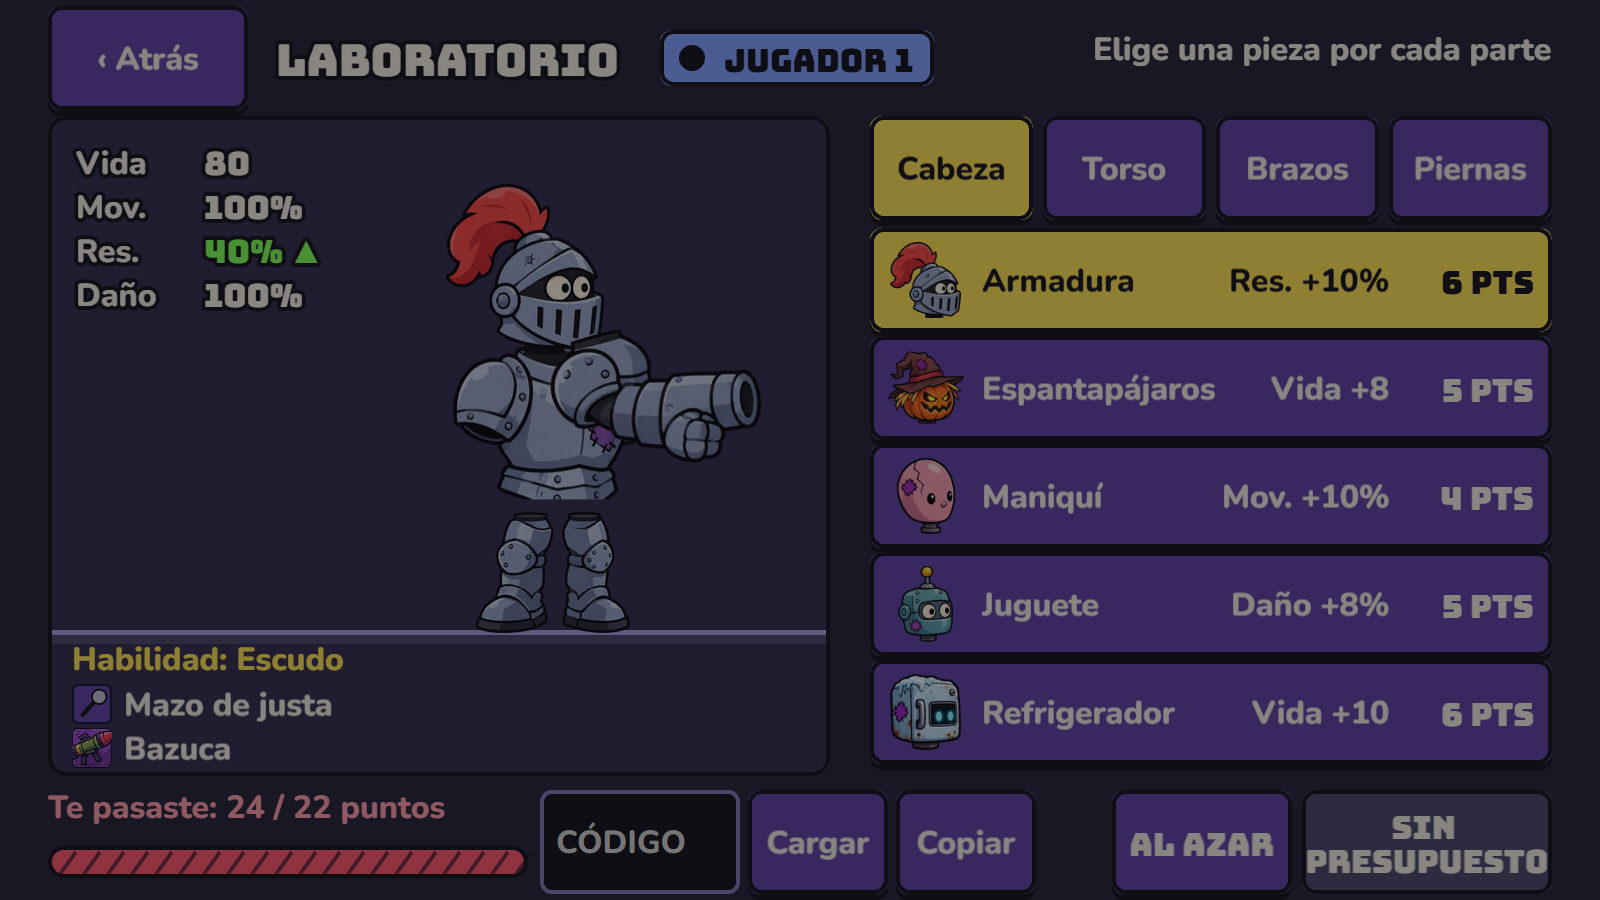 ‹ Atrás
LABORATORIO
JUGADOR 1
Elige una pieza por cada parte
Vida 80
Mov. 100%
Res. 40% ▲
Daño 100%
Cabeza
Torso
Brazos
Piernas
Armadura Res. +10% 6 PTS
Espantapájaros Vida +8 5 PTS
Maniquí Mov. +10% 4 PTS
Juguete Daño +8% 5 PTS
Refrigerador Vida +10 6 PTS
Habilidad: Escudo
Mazo de justa
Bazuca
Te pasaste: 24 / 22 puntos
CÓDIGO
Cargar
Copiar
AL AZAR
SIN
PRESUPUESTO